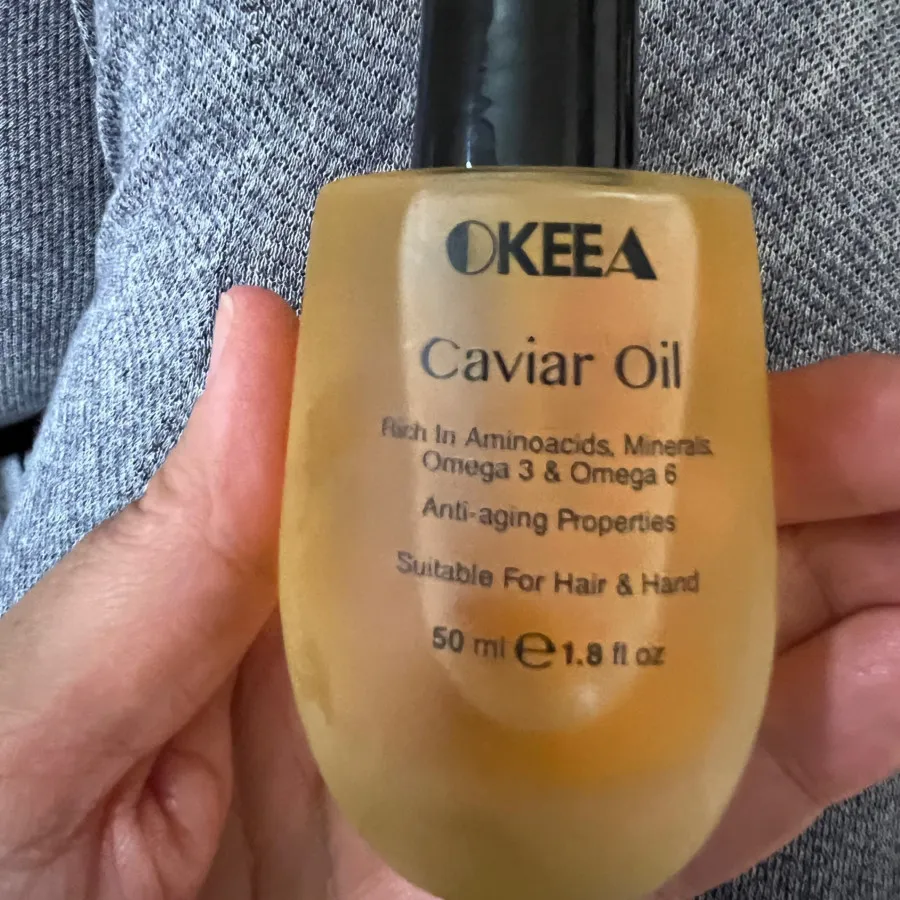 OKEEA
Caviar Oil
Rich In Aminoacids, Minerals,
Omega 3 & Omega 6
Anti-aging Properties
Suitable For Hair & Hand
50 ml ℮ 1.8 fl oz